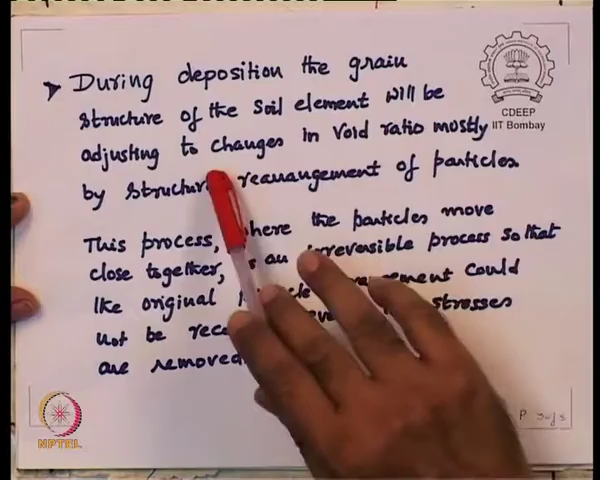 During deposition the grain
structure of the soil element will be
adjusting to changes in void ratio mostly
by rearrangement of particles
This process, where the particles move
close together, is an irreversible process so that
the original could
not be stresses
are removed
CDEEP
IIT Bombay
NPTEL
P